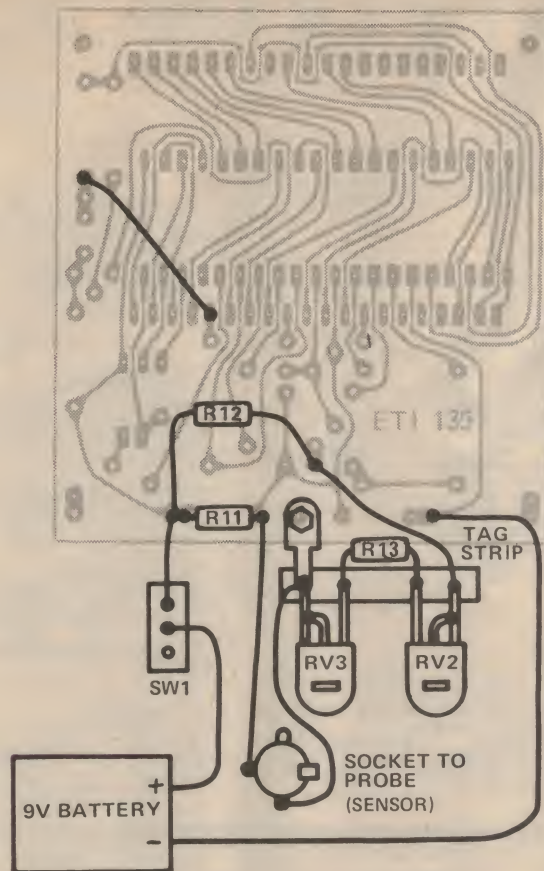 ETI 135
R12
R11
R13
TAG
STRIP
RV3
RV2
SW1
SOCKET TO
PROBE
(SENSOR)
+
9V BATTERY
-